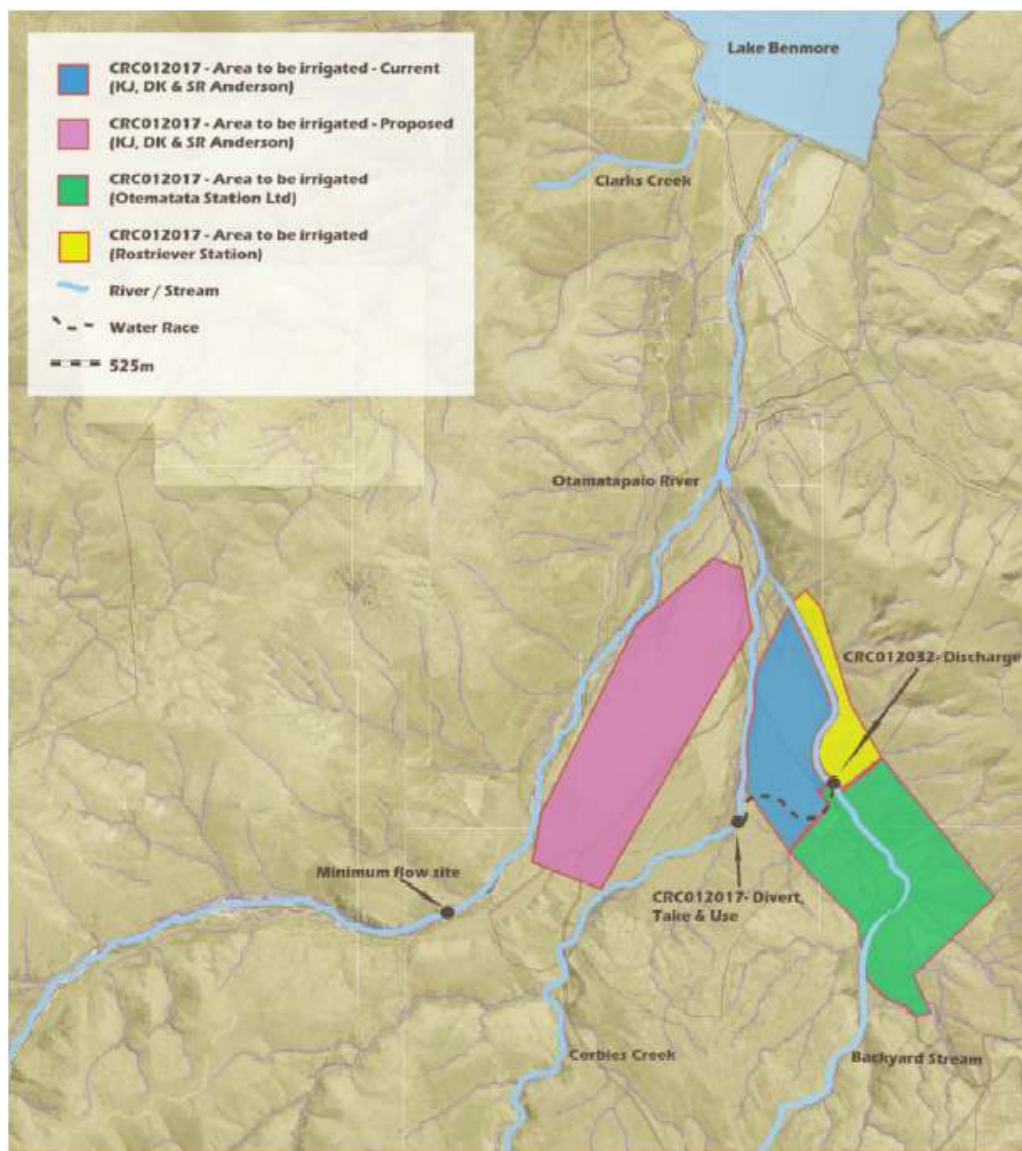 CRC012017 - Area to be irrigated - Current
(KJ, DK & SR Anderson)
CRC012017 - Area to be irrigated - Proposed
(KJ, DK & SR Anderson)
CRC012017 - Area to be irrigated
(Otematata Station Ltd)
CRC012017 - Area to be irrigated
(Rostriever Station)
River / Stream
Water Race
525m
Lake Benmore
Clarks Creek
Otamatapaio River
CRC012032- Discharge
Minimum flow site
CRC012017- Divert,
Take & Use
Corbies Creek
Backyard Stream